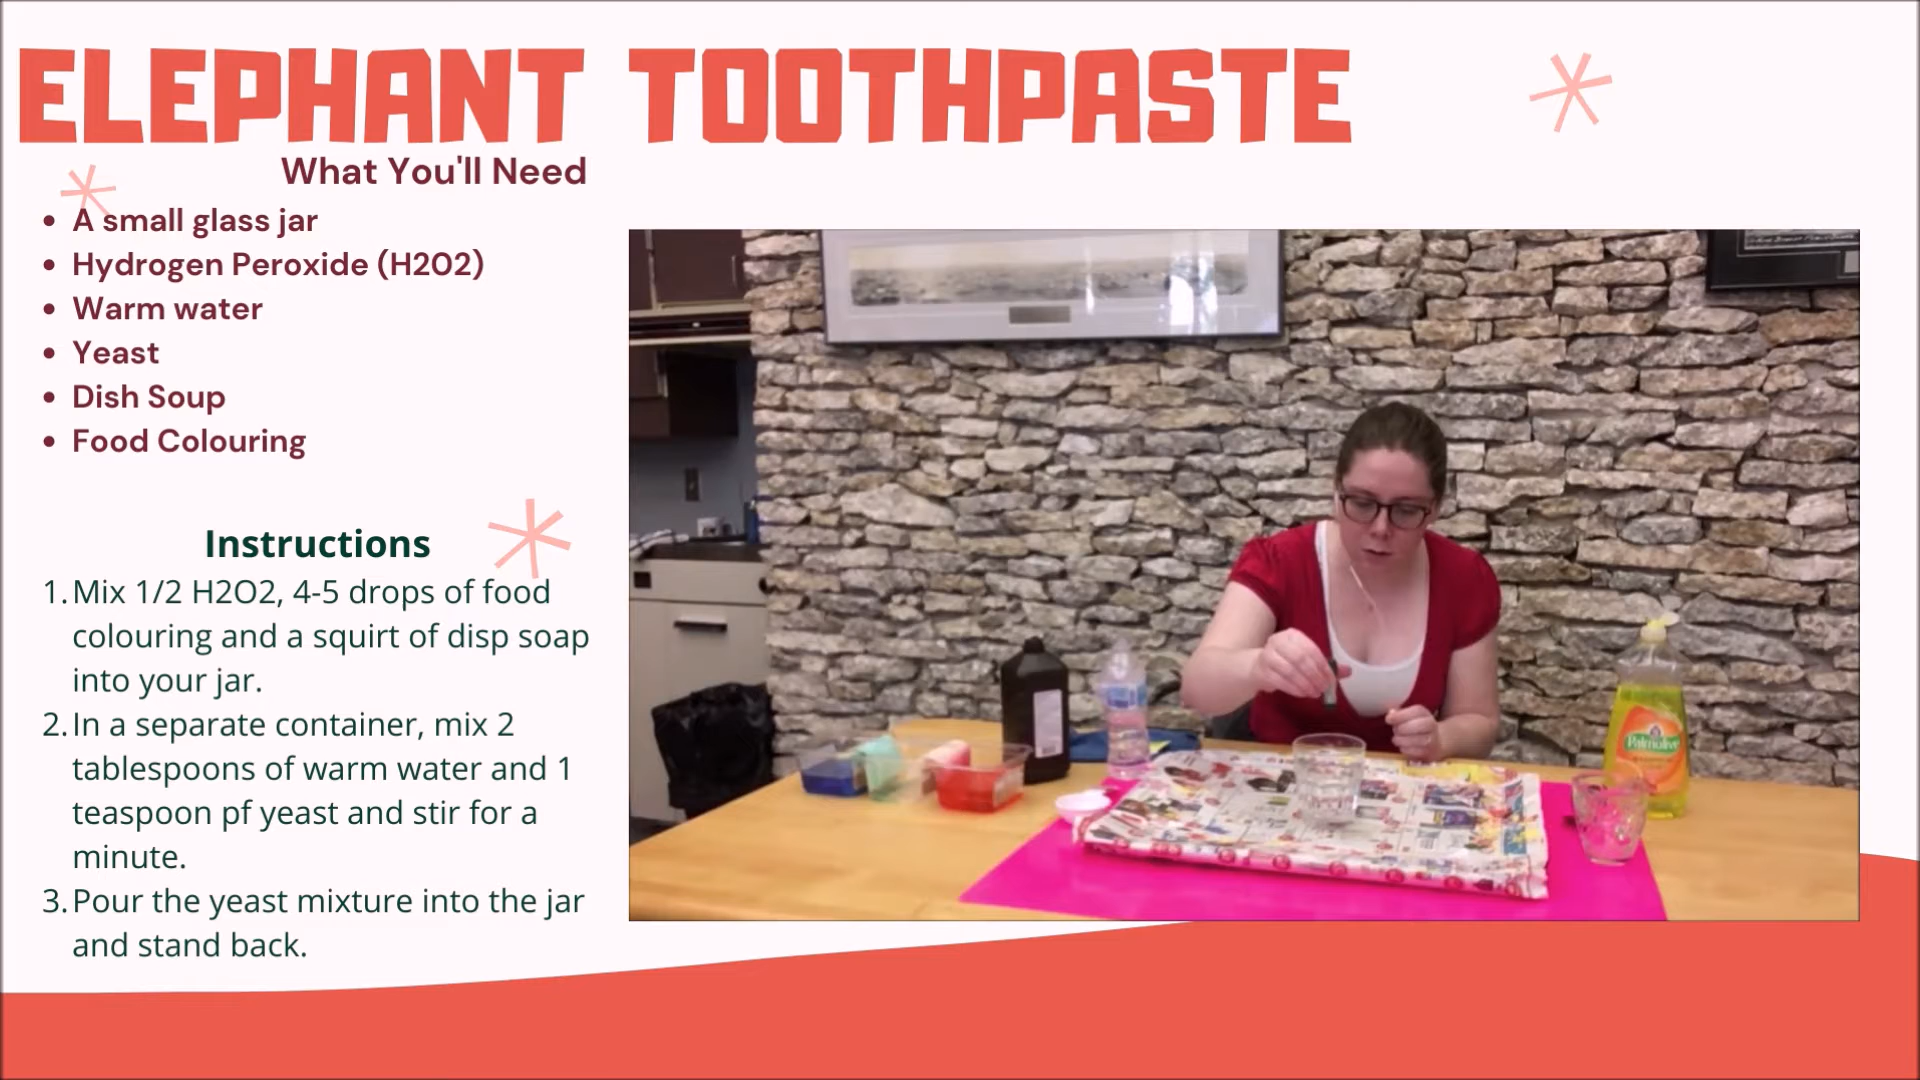 ELEPHANT TOOTHPASTE
What You'll Need
A small glass jar
Hydrogen Peroxide (H2O2)
Warm water
Yeast
Dish Soup
Food Colouring
Instructions
1. Mix 1/2 H2O2, 4-5 drops of food
colouring and a squirt of disp soap
into your jar.
2. In a separate container, mix 2
tablespoons of warm water and 1
teaspoon pf yeast and stir for a
minute.
3. Pour the yeast mixture into the jar
and stand back.
Palmolive